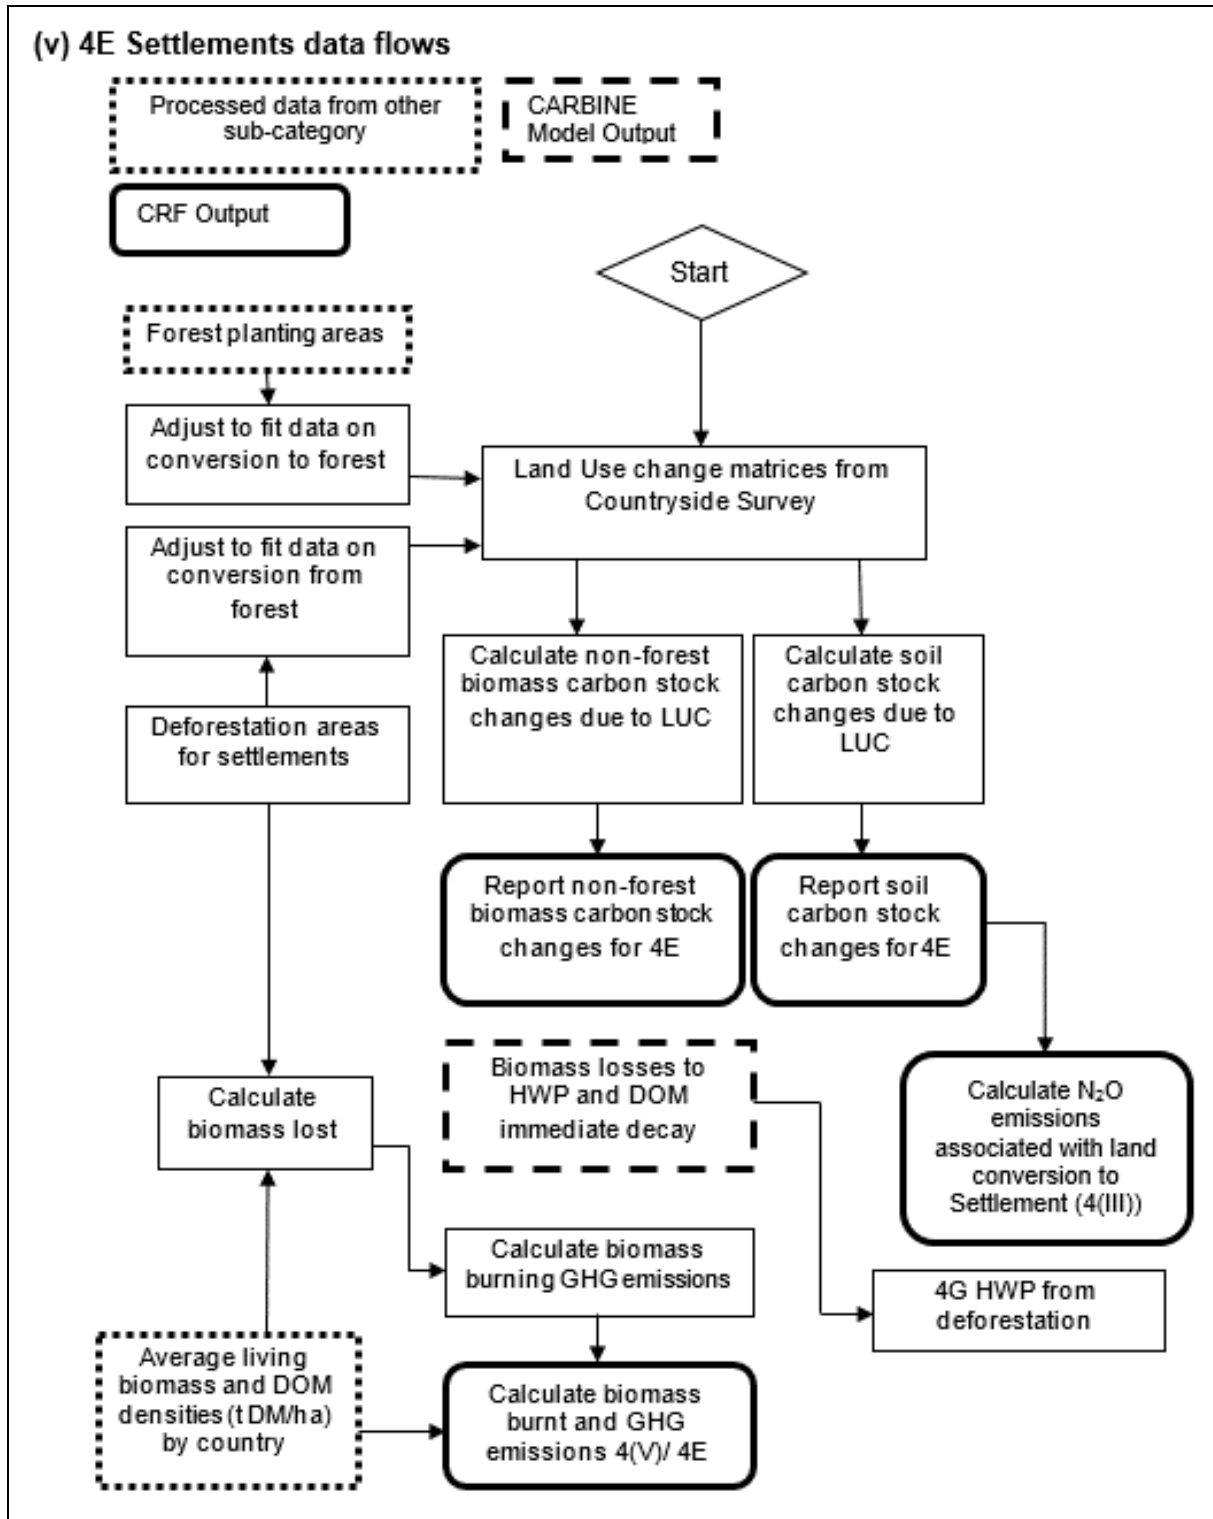 (v) 4E Settlements data flows
Processed data from other
sub-category
CARBINE
Model Output
CRF Output
Start
Forest planting areas
Adjust to fit data on
conversion to forest
Land Use change matrices from
Countryside Survey
Adjust to fit data on
conversion from
forest
Calculate non-forest
biomass carbon stock
changes due to LUC
Calculate soil
carbon stock
changes due to
LUC
Deforestation areas
for settlements
Report non-forest
biomass carbon stock
changes for 4E
Report soil
carbon stock
changes for 4E
Biomass losses to
HWP and DOM
immediate decay
Calculate
biomass lost
Calculate N₂O
emissions
associated with land
conversion to
Settlement (4(III))
Calculate biomass
burning GHG emissions
4G HWP from
deforestation
Average living
biomass and DOM
densities (t DM/ha)
by country
Calculate biomass
burnt and GHG
emissions 4(V)/ 4E